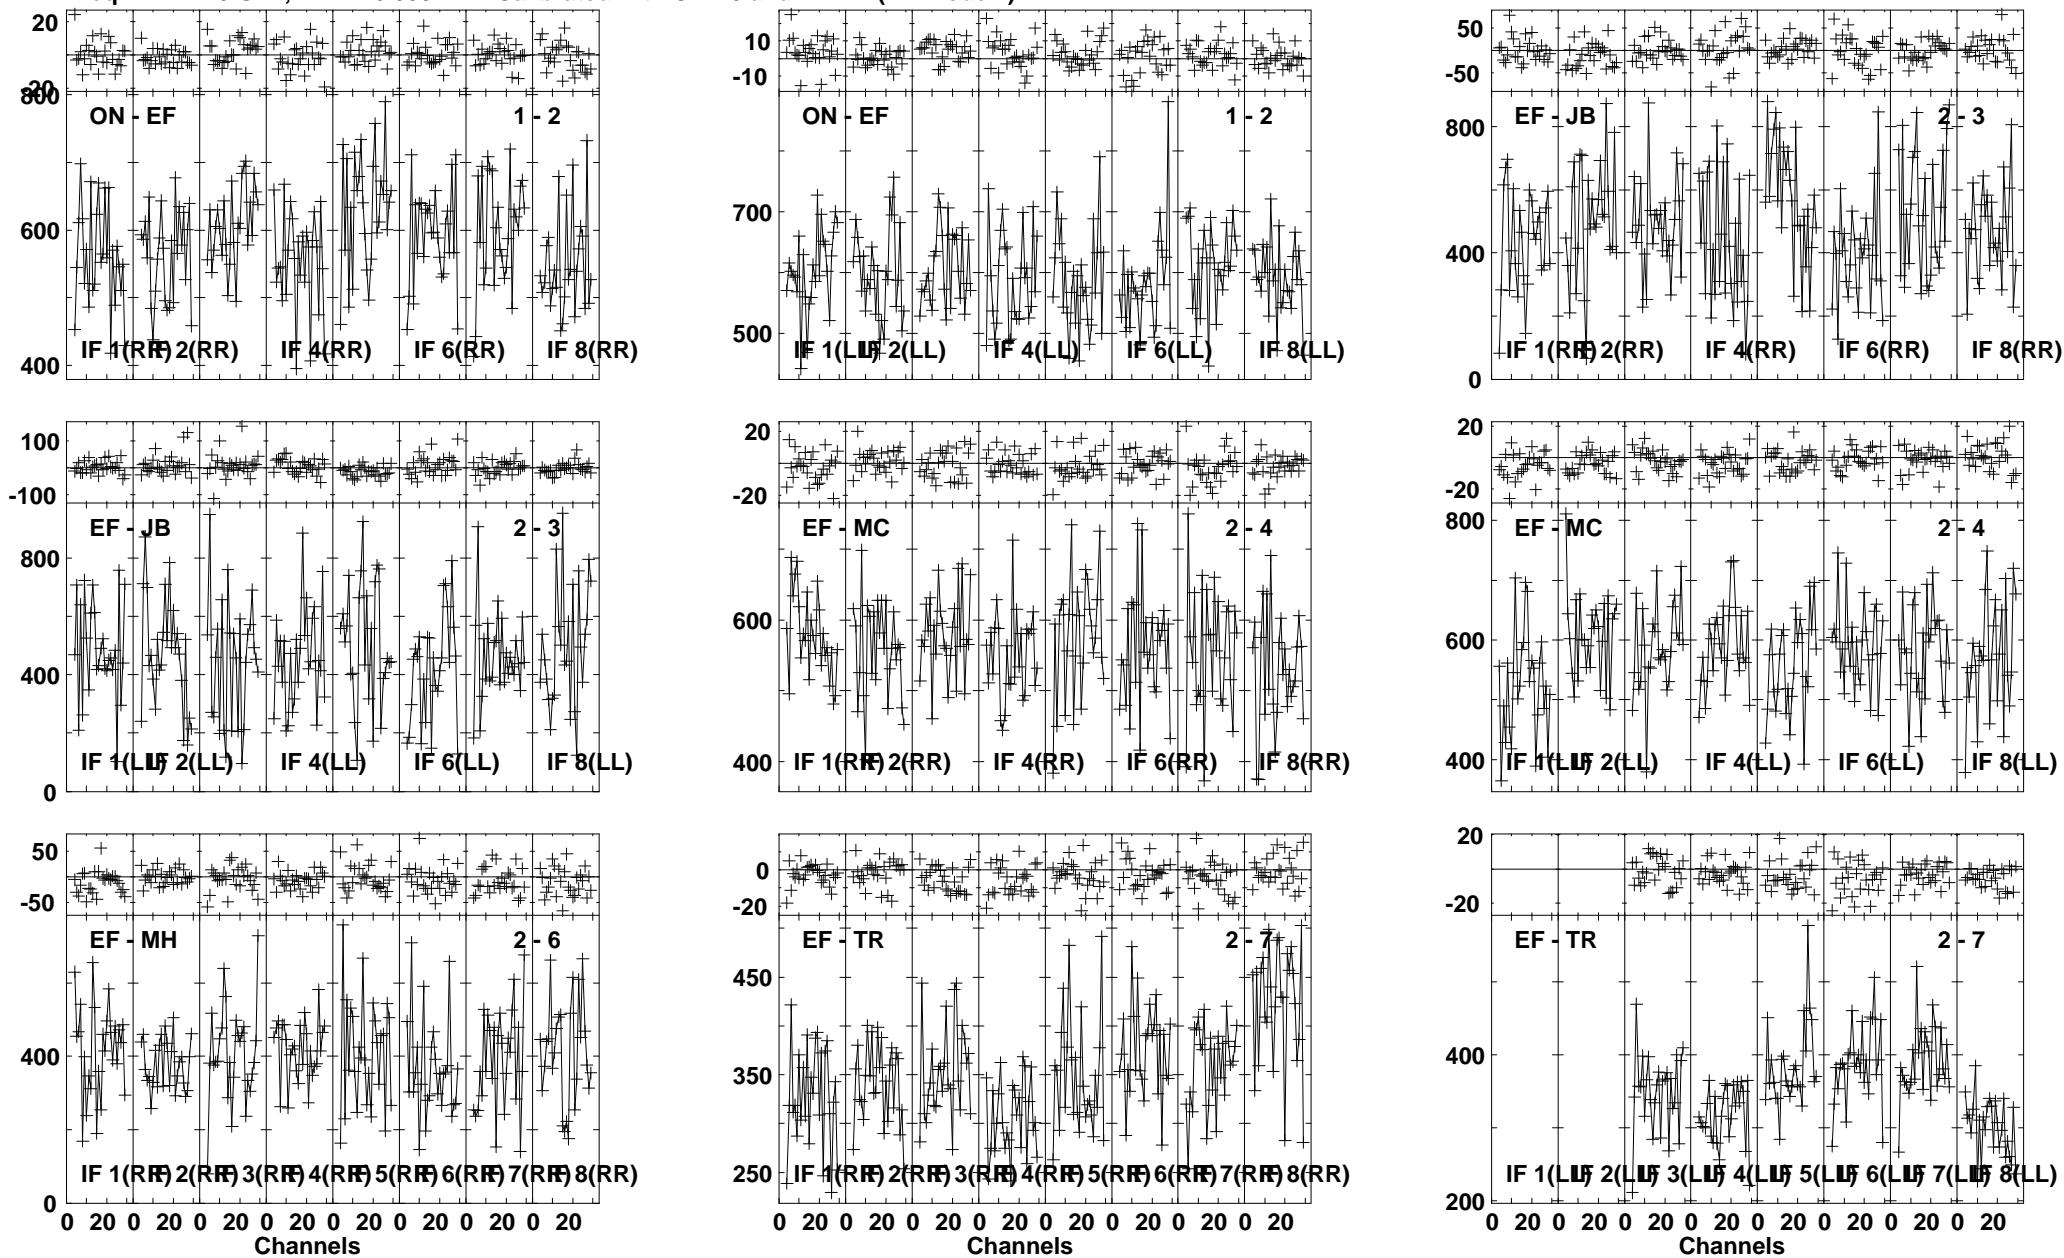 20
-20
800
ON - EF 1 - 2
600
IF 1(RR) IF 2(RR) IF 4(RR) IF 6(RR) IF 8(RR)
400
10
-10
ON - EF 1 - 2
700
500
IF 1(LL) IF 2(LL) IF 4(LL) IF 6(LL) IF 8(LL)
50
-50
EF - JB 2 - 3
800
400
IF 1(RR) IF 2(RR) IF 4(RR) IF 6(RR) IF 8(RR)
0
100
-100
EF - JB 2 - 3
800
400
IF 1(LL) IF 2(LL) IF 4(LL) IF 6(LL) IF 8(LL)
0
20
-20
EF - MC 2 - 4
600
400 IF 1(RR) IF 2(RR) IF 4(RR) IF 6(RR) IF 8(RR)
20
-20
800
EF - MC 2 - 4
600
400 IF 1(LL) IF 2(LL) IF 4(LL) IF 6(LL) IF 8(LL)
50
-50
EF - MH 2 - 6
400
IF 1(RR) IF 2(RR) IF 3(RR) IF 4(RR) IF 5(RR) IF 6(RR) IF 7(RR) IF 8(RR)
0
0 20 0 20 0 20 0 20 0 20 0 20 0 20 0 20
Channels
0
-20
EF - TR 2 - 7
450
350
250 IF 1(RR) IF 2(RR) IF 3(RR) IF 4(RR) IF 5(RR) IF 6(RR) IF 7(RR) IF 8(RR)
0 20 0 20 0 20 0 20 0 20 0 20 0 20 0 20
Channels
20
-20
EF - TR 2 - 7
400
IF 1(LL) IF 2(LL) IF 3(LL) IF 4(LL) IF 5(LL) IF 6(LL) IF 7(LL) IF 8(LL)
200
0 20 0 20 0 20 0 20 0 20 0 20 0 20 0 20
Channels